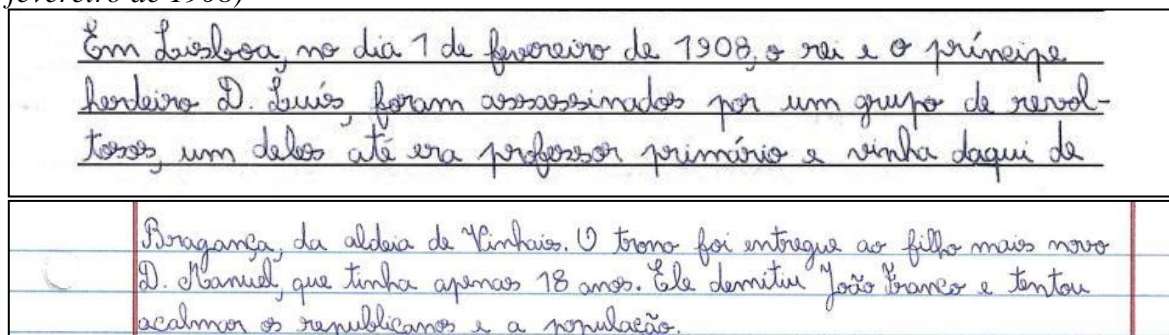 fevereiro de 1908)
Em Lisboa, no dia 1 de fevereiro de 1908, o rei e o príncipe
herdeiro D. Luís, foram assassinados por um grupo de revol-
tosos, um deles até era professor primário e vinha daqui de
Bragança, da aldeia de Vinhais. O trono foi entregue ao filho mais novo
D. Manuel, que tinha apenas 18 anos. Ele demitiu João Franco e tentou
acalmar os republicanos e a população.